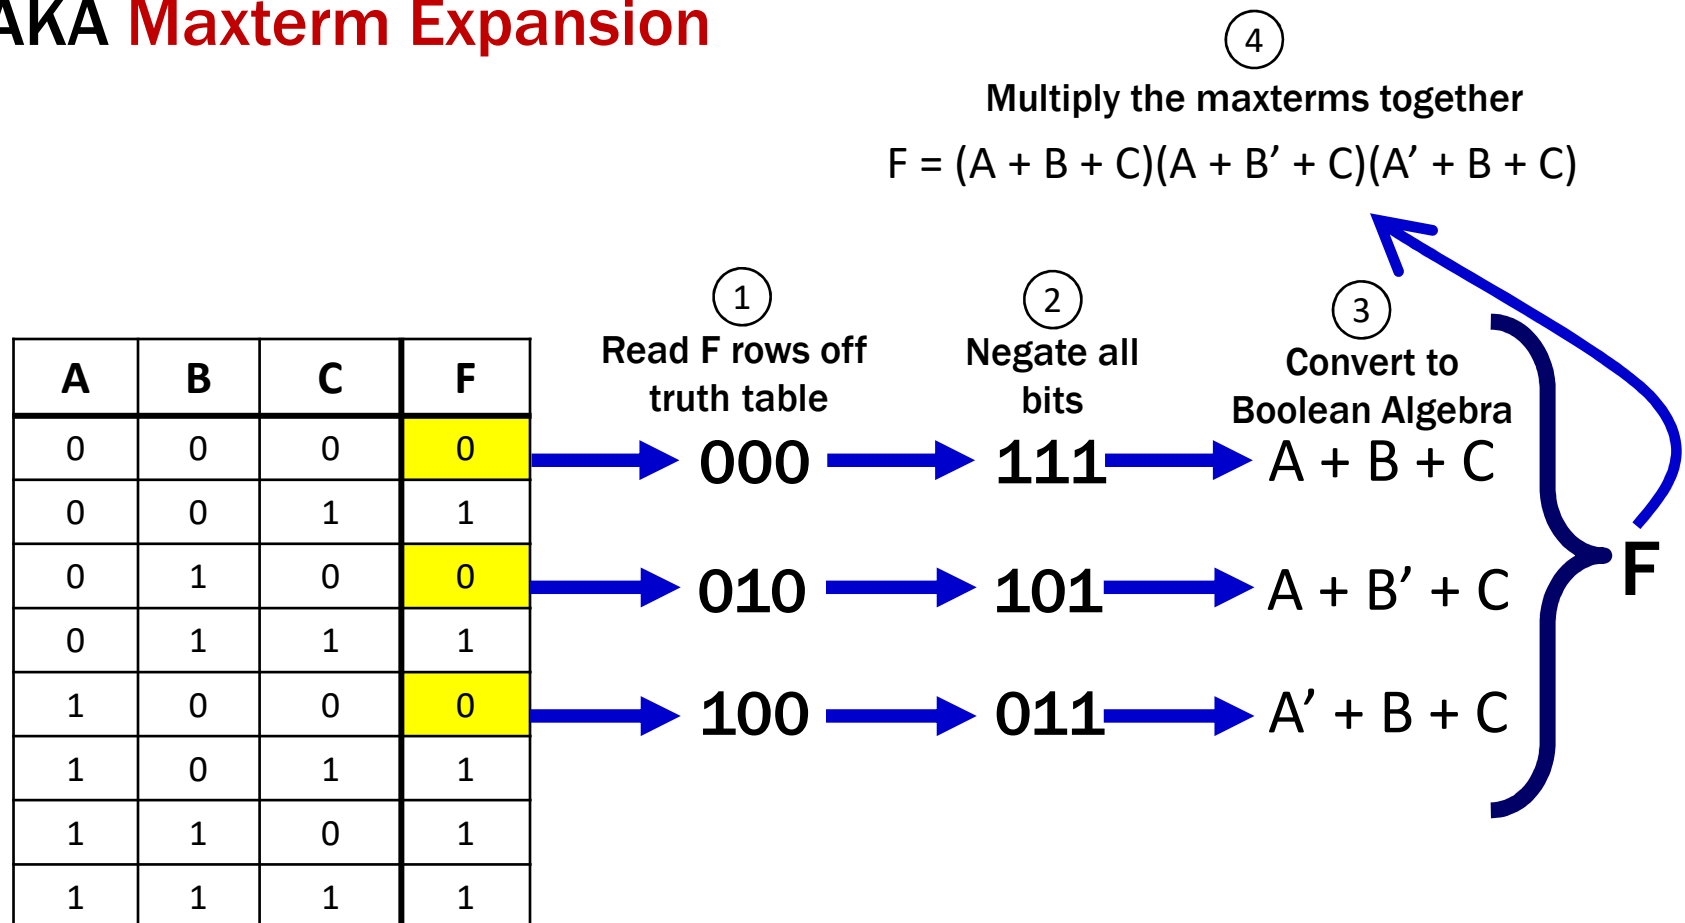 AKA Maxterm Expansion
4
Multiply the maxterms together
F = (A + B + C)(A + B’ + C)(A’ + B + C)
1
Read F rows off
truth table
2
Negate all
bits
3
Convert to
Boolean Algebra
A B C F
0 0 0 0
000
111
A + B + C
0 0 1 1
0 1 0 0
010
101
A + B’ + C
0 1 1 1
1 0 0 0
100
011
A’ + B + C
1 0 1 1
1 1 0 1
1 1 1 1
F